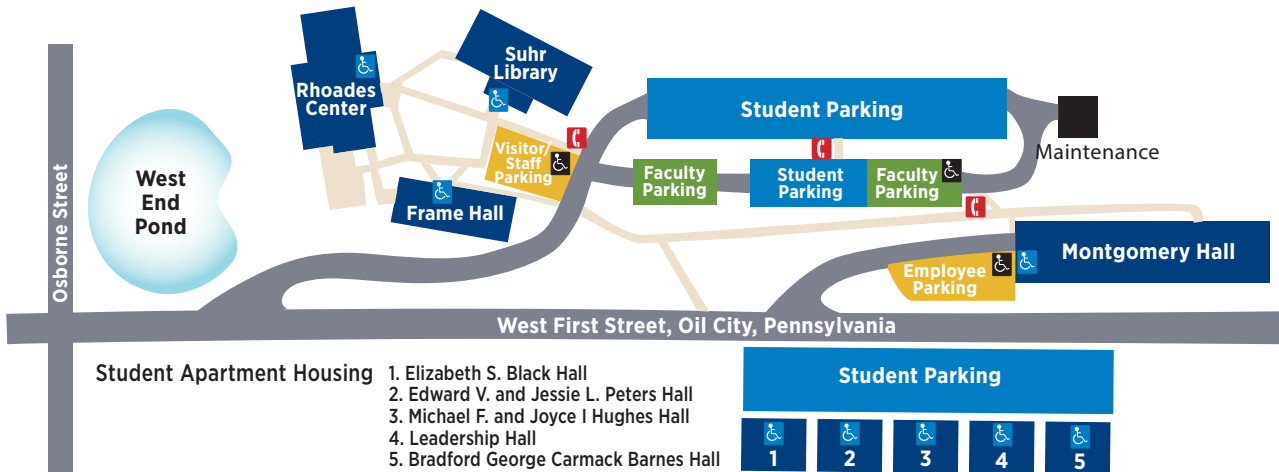 Suhr
Library
Rhoades
Center
Student Parking
Visitor/
Staff
Parking
Maintenance
Faculty
Parking
Student
Parking
Faculty
Parking
West
End
Pond
Frame Hall
Osborne Street
Montgomery Hall
Employee
Parking
West First Street, Oil City, Pennsylvania
Student Apartment Housing
1. Elizabeth S. Black Hall
2. Edward V. and Jessie L. Peters Hall
3. Michael F. and Joyce I Hughes Hall
4. Leadership Hall
5. Bradford George Carmack Barnes Hall
Student Parking
1
2
3
4
5